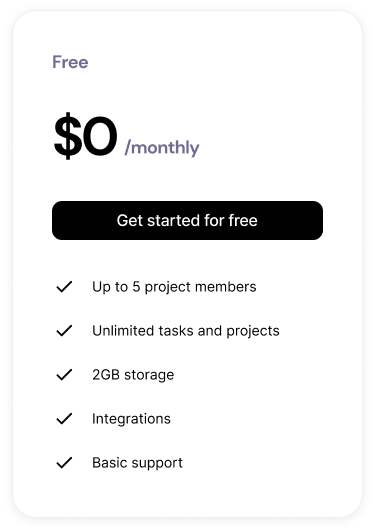 Free
$0 /monthly
Get started for free
Up to 5 project members
Unlimited tasks and projects
2GB storage
Integrations
Basic support